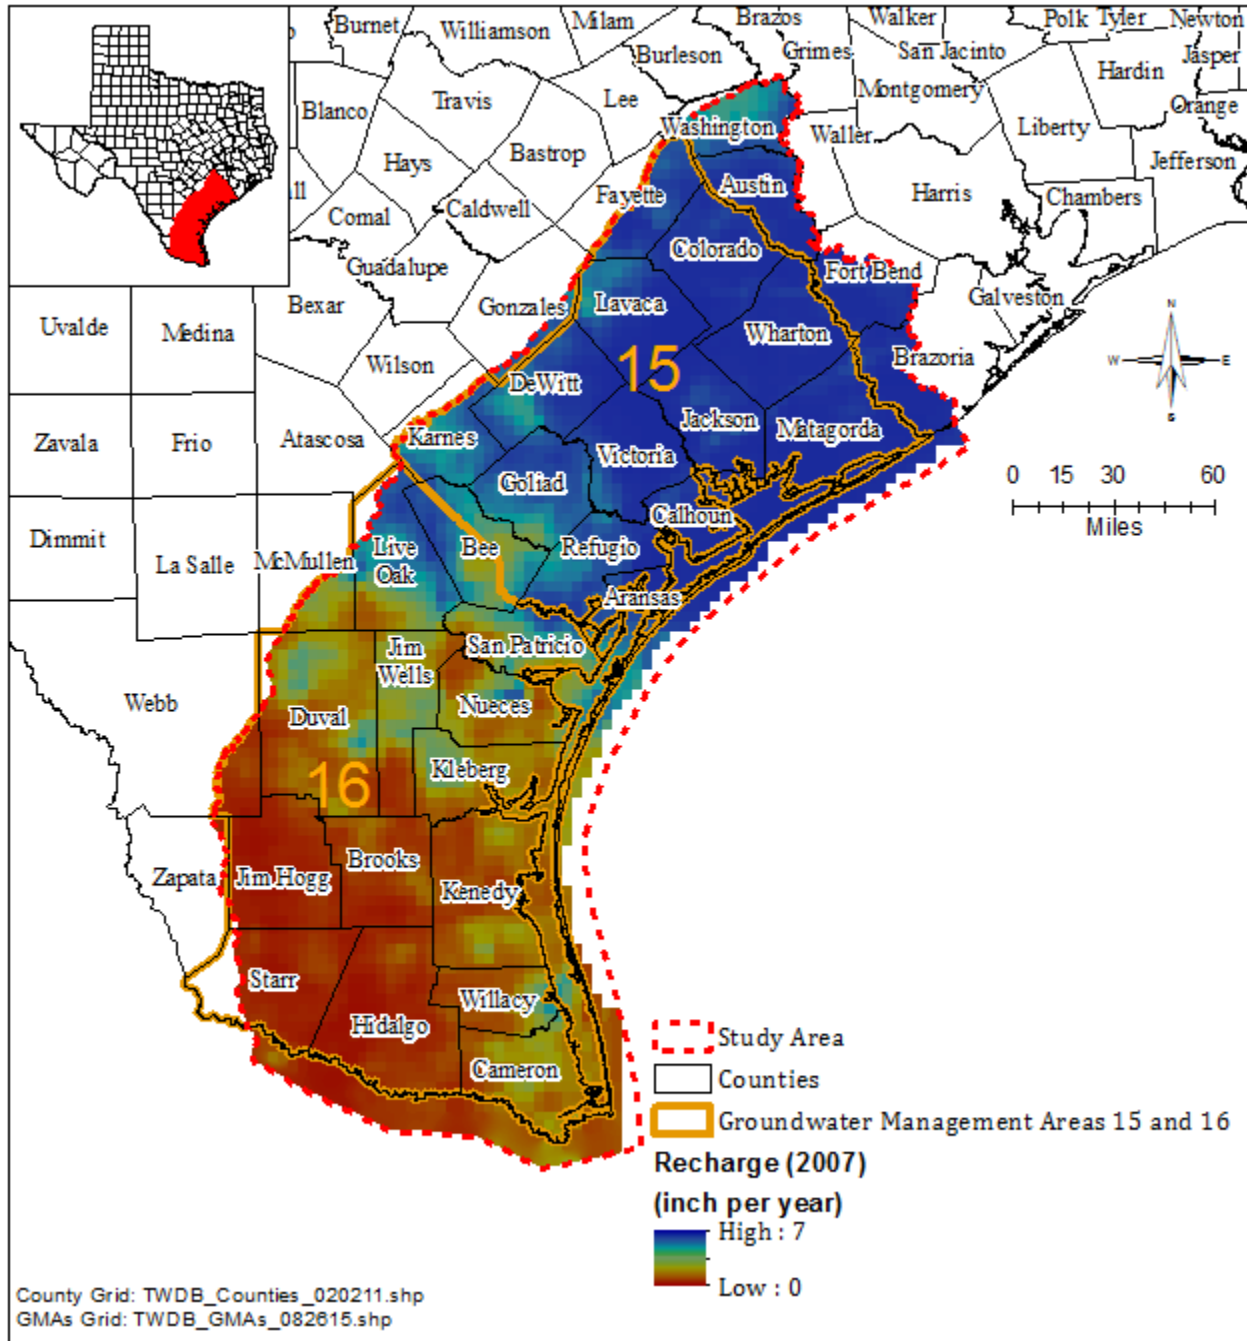 Burnet
Williamson
Milam
Brazos
Walker
Polk
Tyler
Newton
Burleson
Grimes
San Jacinto
Jasper
Hardin
Blanco
Travis
Lee
Montgomery
Orange
Washington
Waller
Liberty
Hays
Bastrop
Jefferson
Fayette
Austin
Harris
Chambers
Comal
Caldwell
Colorado
Guadalupe
Fort Bend
Bexar
Gonzales
Lavaca
Galveston
Uvalde
Medina
Wharton
Wilson
15
Brazoria
DeWitt
Zavala
Frio
Atascosa
Karnes
Jackson
Matagorda
Victoria
Goliad
Calhoun
Dimmit
La Salle
McMullen
Live
Oak
Bee
Refugio
Aransas
San Patricio
Jim
Wells
Webb
Duval
Nueces
16
Kleberg
Zapata
Jim Hogg
Brooks
Kenedy
Starr
Willacy
Hidalgo
Cameron
N
W
E
S
0 15 30 60
Miles
Study Area
Counties
Groundwater Management Areas 15 and 16
Recharge (2007)
(inch per year)
High : 7
Low : 0
County Grid: TWDB_Counties_020211.shp
GMAs Grid: TWDB_GMAs_082615.shp